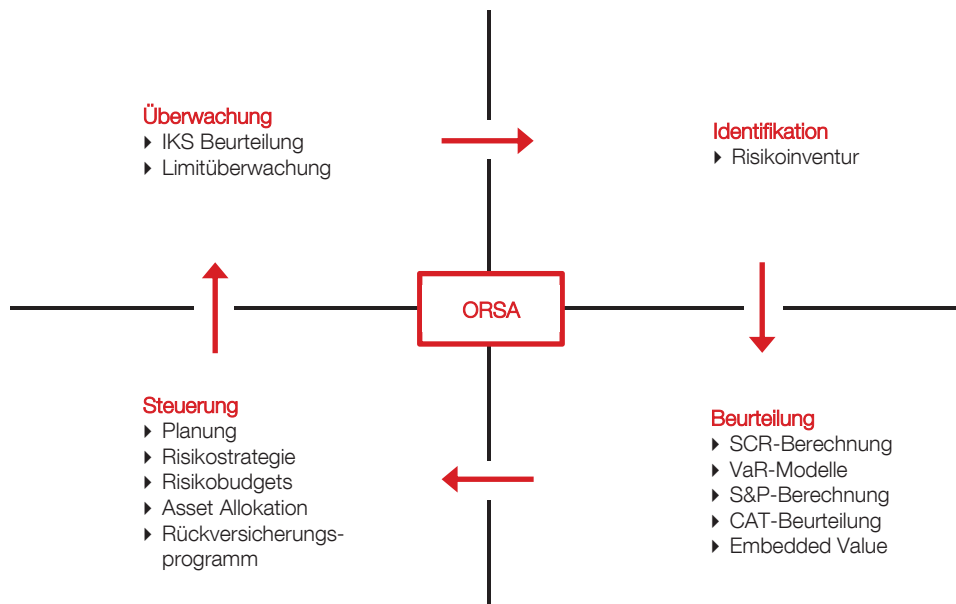 Überwachung
‣ IKS Beurteilung
‣ Limitüberwachung
Identifikation
‣ Risikoinventur
ORSA
Steuerung
‣ Planung
‣ Risikostrategie
‣ Risikobudgets
‣ Asset Allokation
‣ Rückversicherungs-
programm
Beurteilung
‣ SCR-Berechnung
‣ VaR-Modelle
‣ S&P-Berechnung
‣ CAT-Beurteilung
‣ Embedded Value